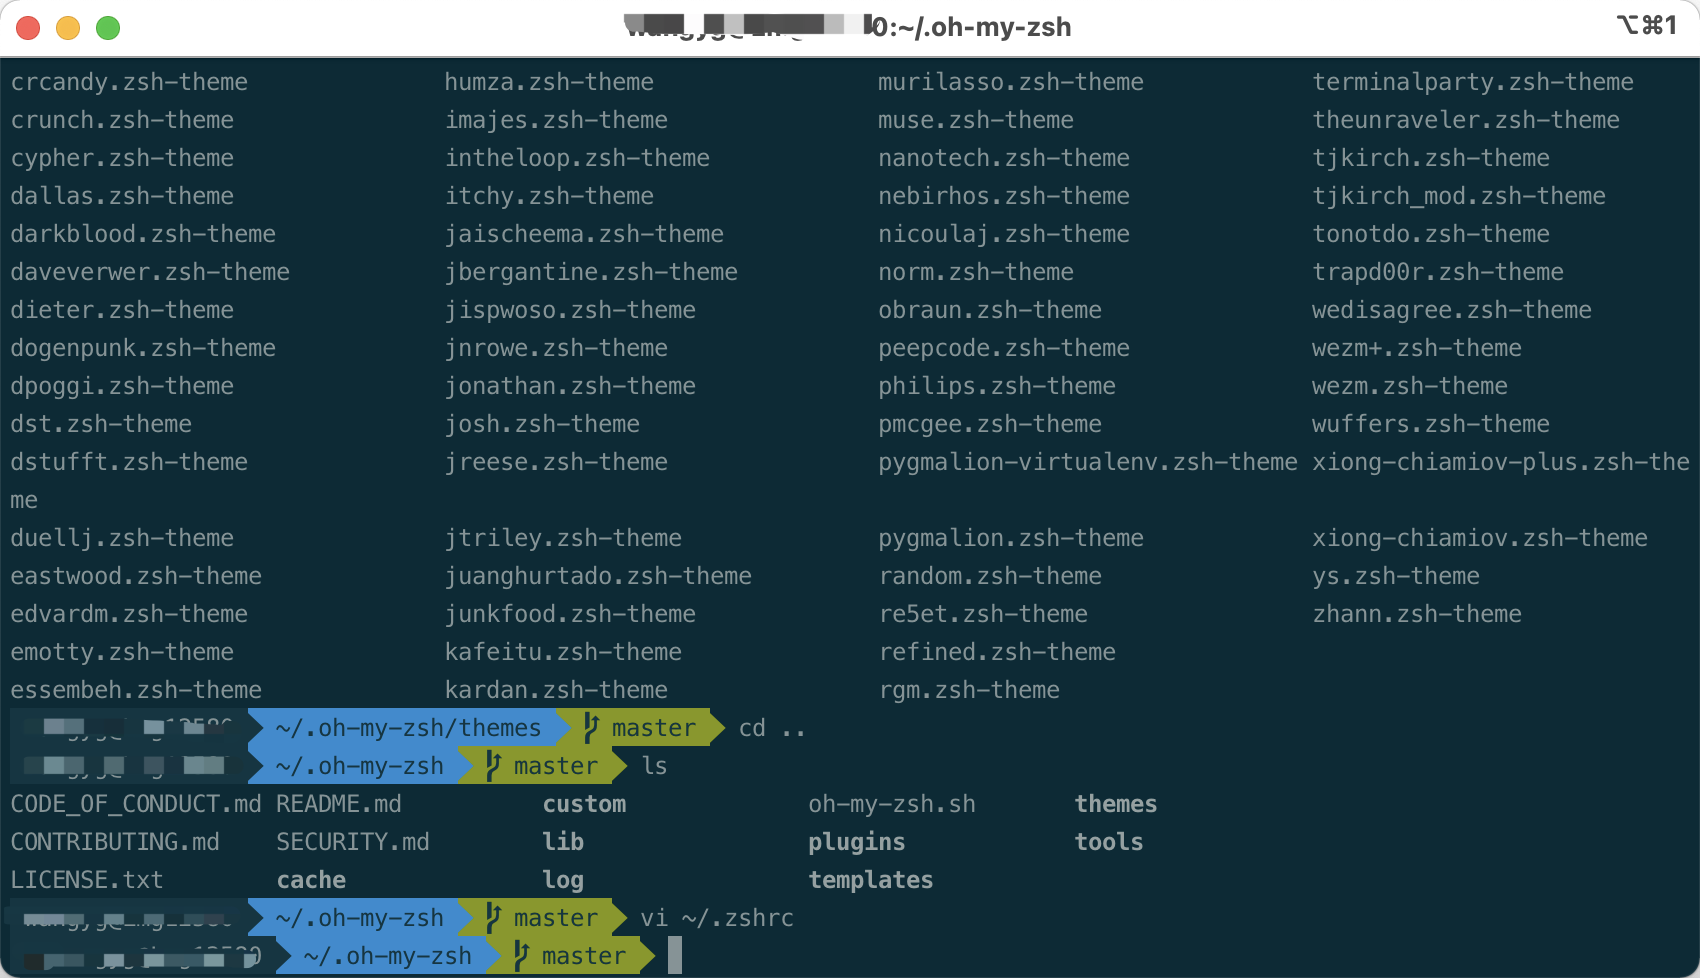 0:~/.oh-my-zsh ⌥⌘1
crcandy.zsh-theme humza.zsh-theme murilasso.zsh-theme terminalparty.zsh-theme
crunch.zsh-theme imajes.zsh-theme muse.zsh-theme theunraveler.zsh-theme
cypher.zsh-theme intheloop.zsh-theme nanotech.zsh-theme tjkirch.zsh-theme
dallas.zsh-theme itchy.zsh-theme nebirhos.zsh-theme tjkirch_mod.zsh-theme
darkblood.zsh-theme jaischeema.zsh-theme nicoulaj.zsh-theme tonotdo.zsh-theme
daveverwer.zsh-theme jbergantine.zsh-theme norm.zsh-theme trapd00r.zsh-theme
dieter.zsh-theme jispwoso.zsh-theme obraun.zsh-theme wedisagree.zsh-theme
dogenpunk.zsh-theme jnrowe.zsh-theme peepcode.zsh-theme wezm+.zsh-theme
dpoggi.zsh-theme jonathan.zsh-theme philips.zsh-theme wezm.zsh-theme
dst.zsh-theme josh.zsh-theme pmcgee.zsh-theme wuffers.zsh-theme
dstufft.zsh-theme jreese.zsh-theme pygmalion-virtualenv.zsh-theme xiong-chiamiov-plus.zsh-the
me
duellj.zsh-theme jtriley.zsh-theme pygmalion.zsh-theme xiong-chiamiov.zsh-theme
eastwood.zsh-theme juanghurtado.zsh-theme random.zsh-theme ys.zsh-theme
edvardm.zsh-theme junkfood.zsh-theme re5et.zsh-theme zhann.zsh-theme
emotty.zsh-theme kafeitu.zsh-theme refined.zsh-theme
essembeh.zsh-theme kardan.zsh-theme rgm.zsh-theme
~/.oh-my-zsh/themes master cd ..
~/.oh-my-zsh master ls
CODE_OF_CONDUCT.md README.md custom oh-my-zsh.sh themes
CONTRIBUTING.md SECURITY.md lib plugins tools
LICENSE.txt cache log templates
~/.oh-my-zsh master vi ~/.zshrc
~/.oh-my-zsh master